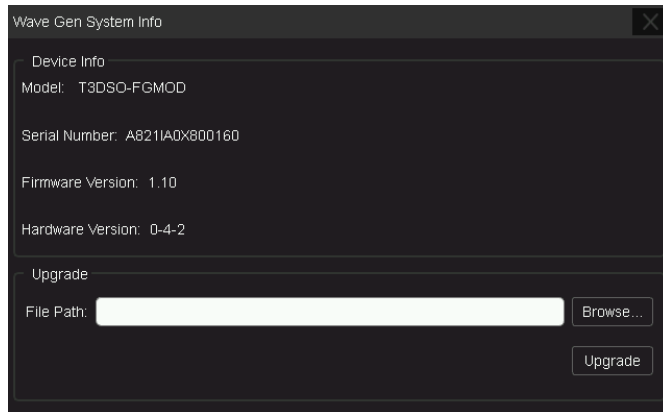 Wave Gen System Info
Device Info
Model: T3DSO-FGMOD
Serial Number: A821IA0X800160
Firmware Version: 1.10
Hardware Version: 0-4-2
Upgrade
File Path: Browse...
Upgrade